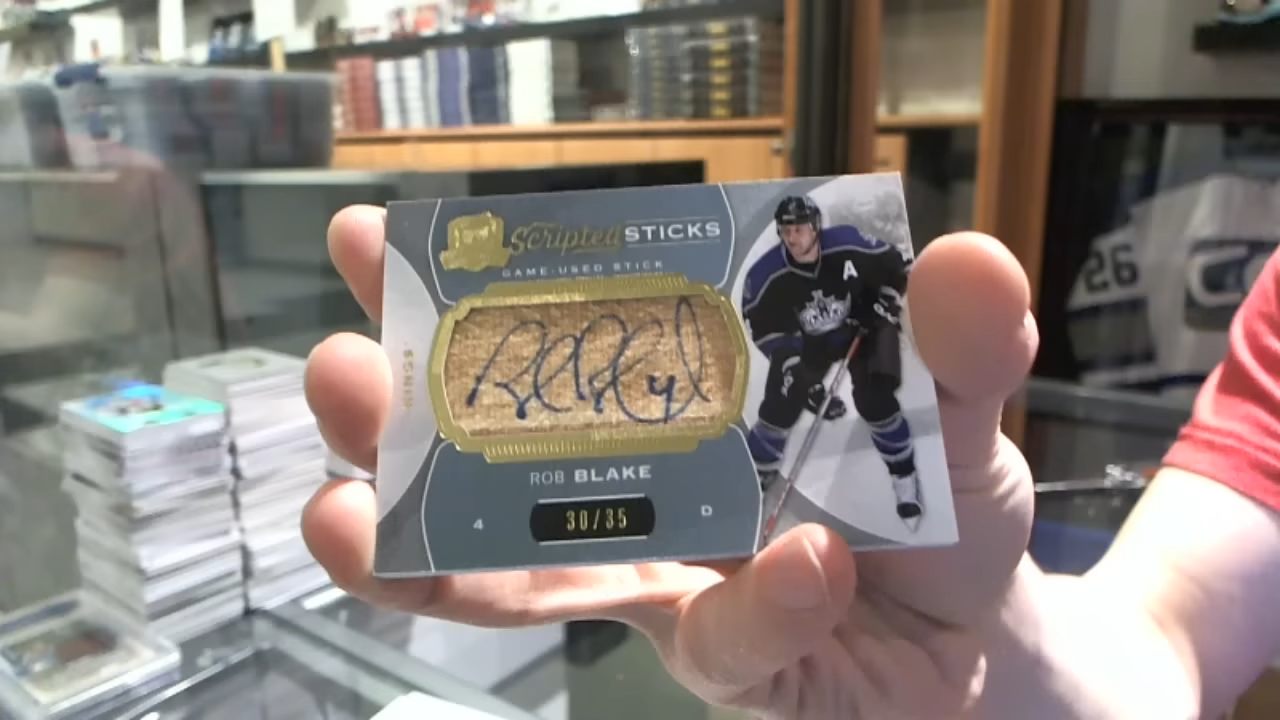 Scripted STICKS
GAME-USED STICK
KINGS
ROB BLAKE
4
30/35
D
A
26